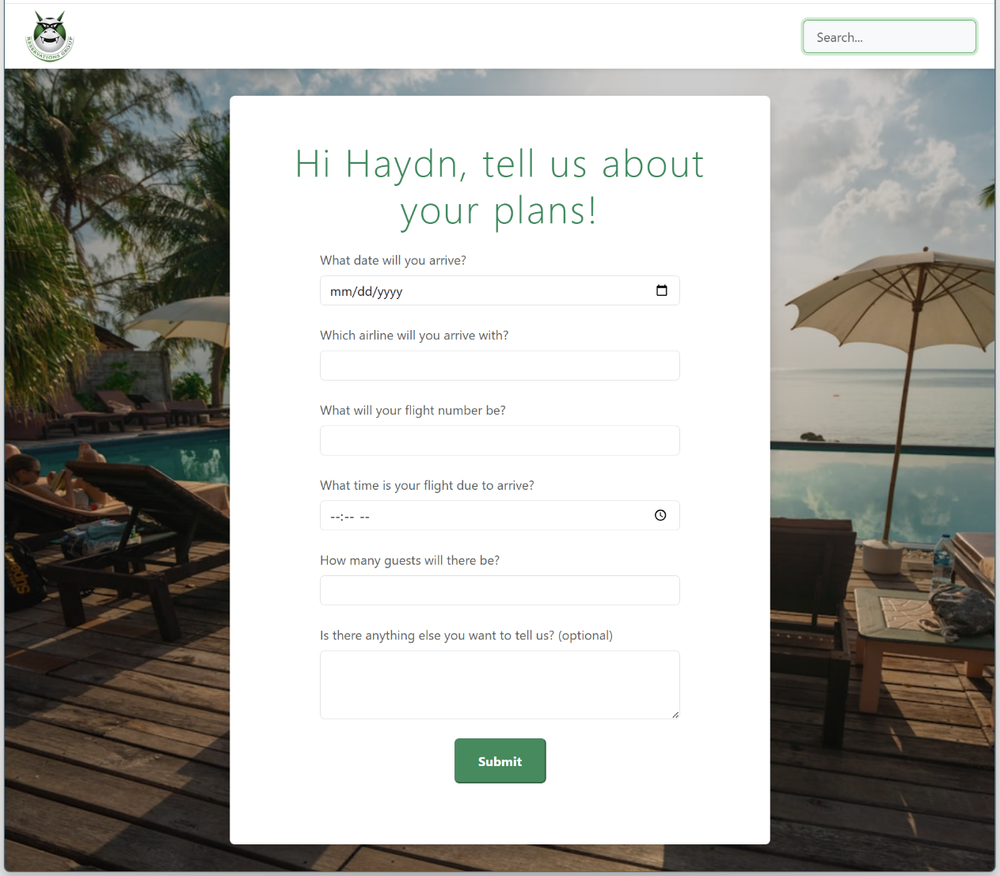 RESERVATIONS GROUP
Search...
Hi Haydn, tell us about
your plans!
What date will you arrive?
mm/dd/yyyy
Which airline will you arrive with?
What will your flight number be?
What time is your flight due to arrive?
--:-- --
How many guests will there be?
Is there anything else you want to tell us? (optional)
Submit